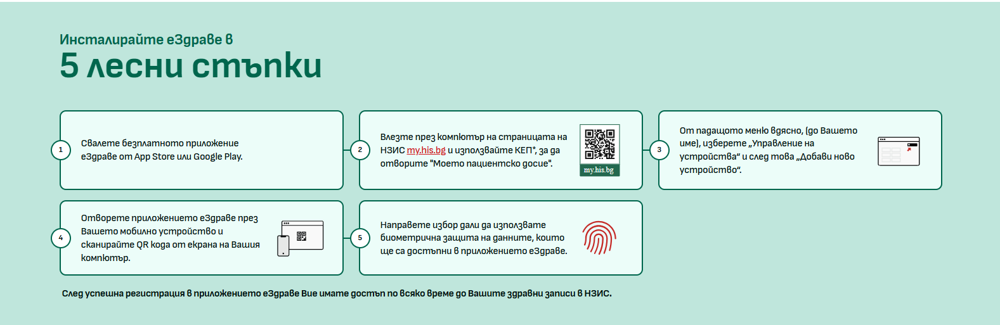 Инсталирайте еЗдраве в
5 лесни стъпки
1
Свалете безплатното приложение
еЗдраве от App Store или Google Play.
2
Влезте през компютър на страницата на
НЗИС my.his.bg и използвайте КЕП*, за да
отворите "Моето пациентско досие".
my.his.bg
3
От падащото меню вдясно, (до Вашето
име), изберете „Управление на
устройства“ и след това „Добави ново
устройство“.
4
Отворете приложението еЗдраве през
Вашето мобилно устройство и
сканирайте QR кода от екрана на Вашия
компютър.
5
Направете избор дали да използвате
биометрична защита на данните, които
ще са достъпни в приложението еЗдраве.
След успешна регистрация в приложението еЗдраве Вие имате достъп по всяко време до Вашите здравни записи в НЗИС.